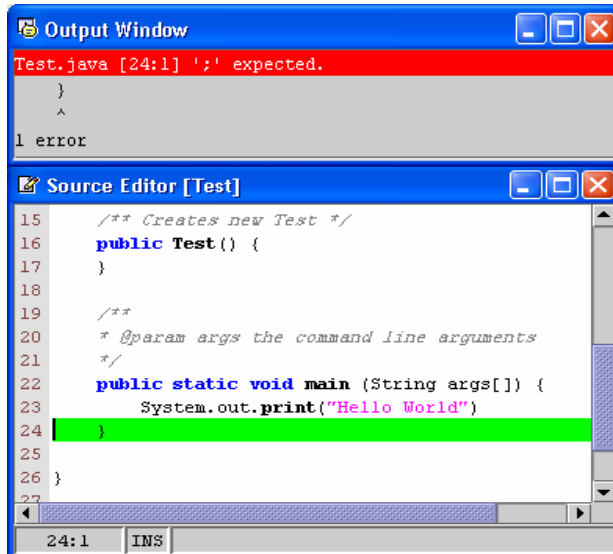 Output Window
Test.java [24:1] ';' expected.
    }
    ^
1 error
Source Editor [Test]
15     /** Creates new Test */
16     public Test() {
17     }
18
19     /**
20     * @param args the command line arguments
21     */
22     public static void main (String args[]) {
23         System.out.print("Hello World")
24     }
25
26 }
27
24:1 INS